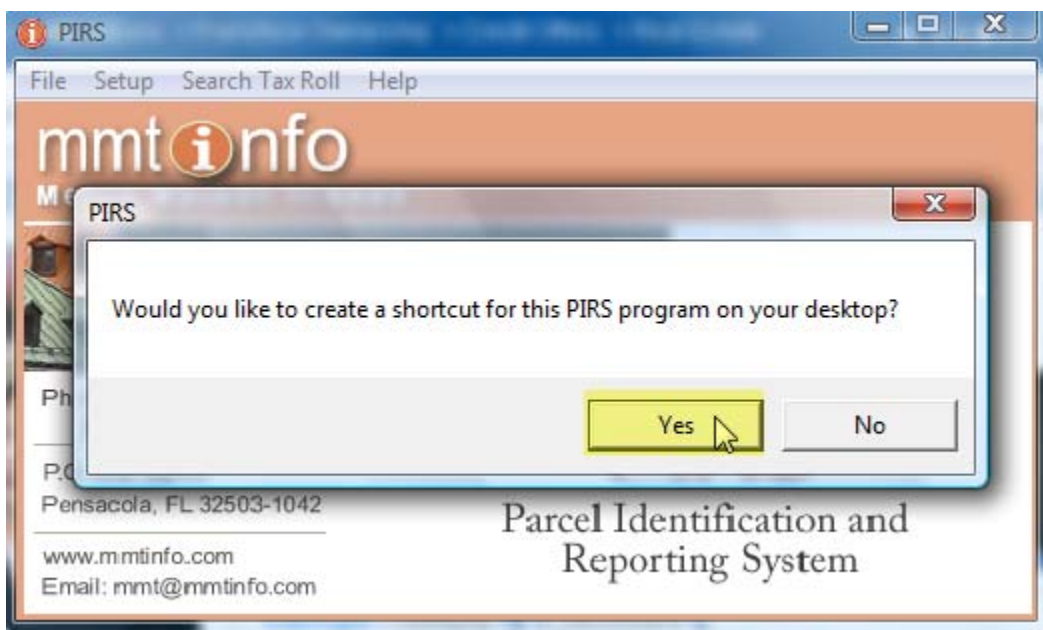 PIRS
File Setup Search Tax Roll Help
mmtinfo
PIRS
Would you like to create a shortcut for this PIRS program on your desktop?
Yes No
Pensacola, FL 32503-1042
www.mmtinfo.com
Email: mmt@mmtinfo.com
Parcel Identification and
Reporting System